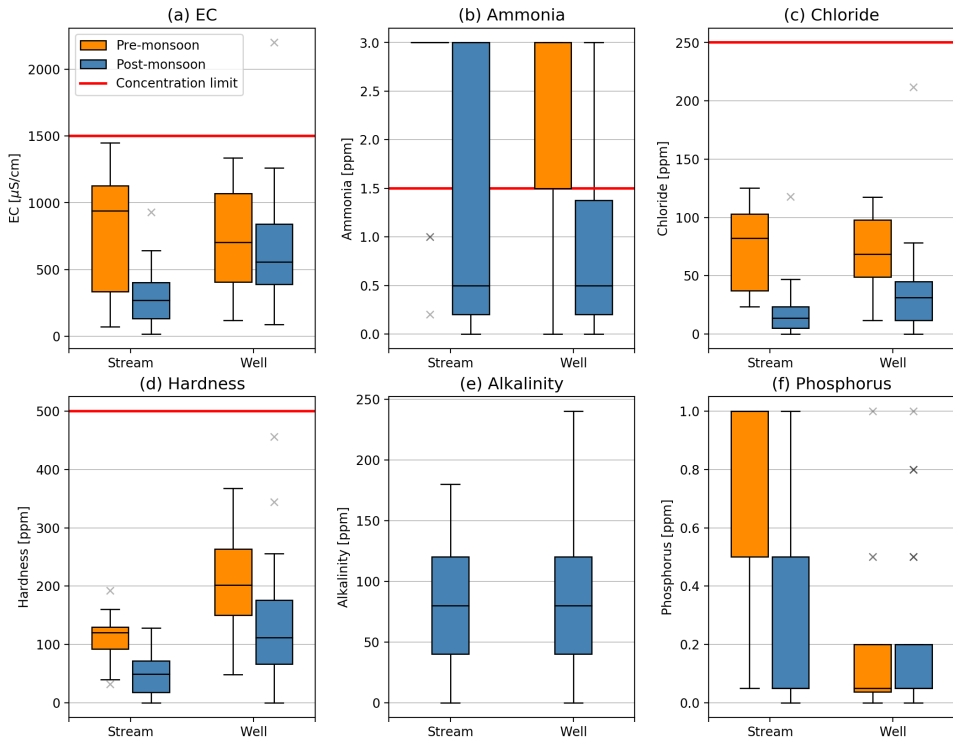 (a) EC
EC [µS/cm]
2000
1500
1000
500
0
Pre-monsoon
Post-monsoon
Concentration limit
Stream Well
(b) Ammonia
Ammonia [ppm]
3.0
2.5
2.0
1.5
1.0
0.5
0.0
Stream Well
(c) Chloride
Chloride [ppm]
250
200
150
100
50
0
Stream Well
(d) Hardness
Hardness [ppm]
500
400
300
200
100
0
Stream Well
(e) Alkalinity
Alkalinity [ppm]
250
200
150
100
50
0
Stream Well
(f) Phosphorus
Phosphorus [ppm]
1.0
0.8
0.6
0.4
0.2
0.0
Stream Well